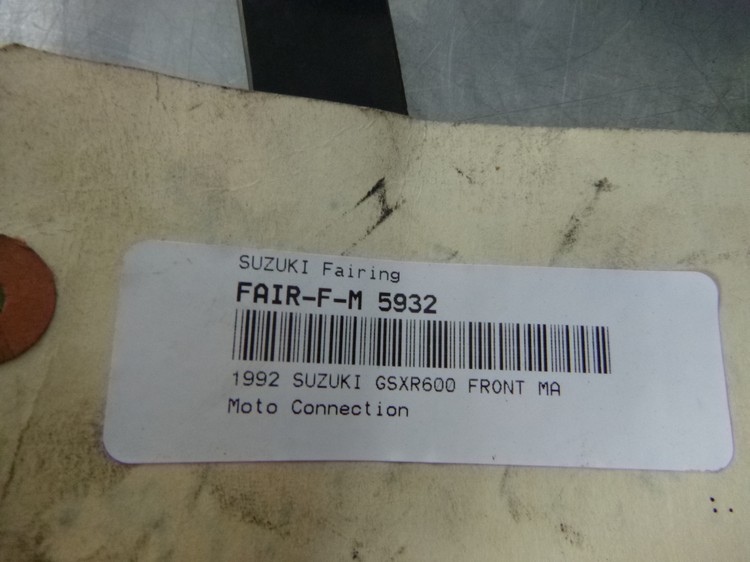 SUZUKI Fairing
FAIR-F-M 5932
1992 SUZUKI GSXR600 FRONT MA
Moto Connection